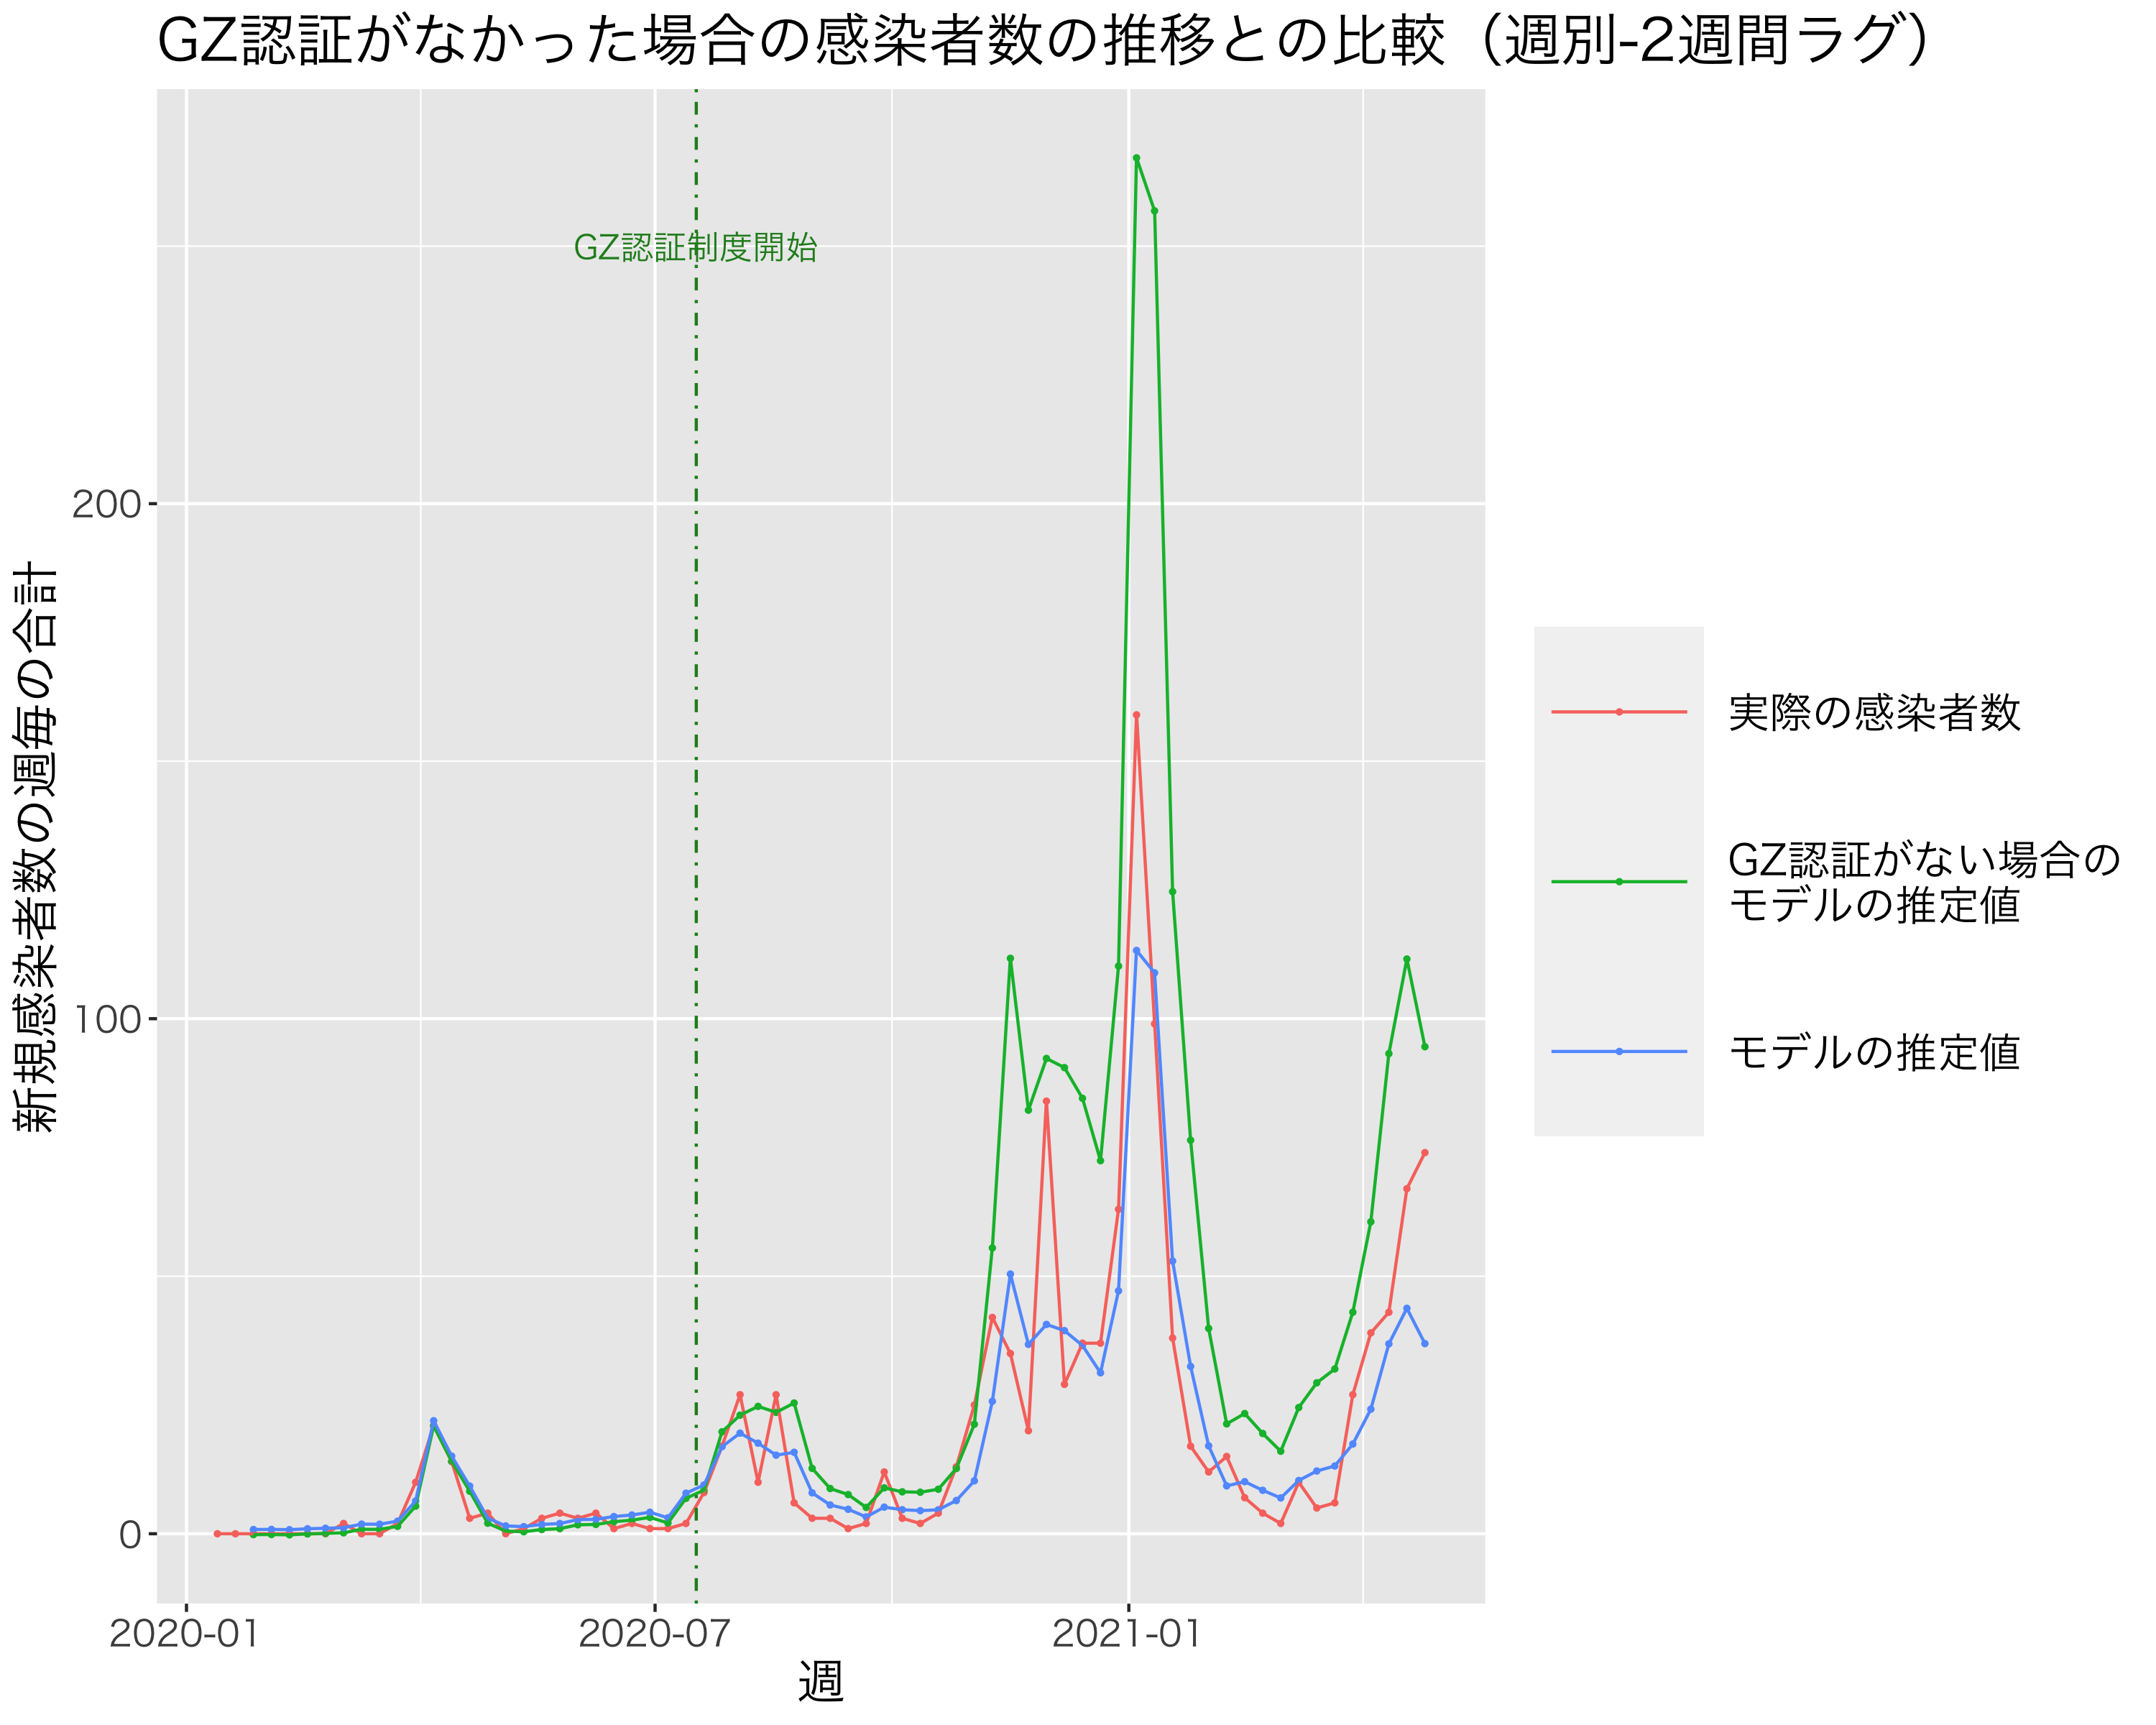 GZ認証がなかった場合の感染者数の推移との比較（週別-2週間ラグ）
GZ認証制度開始
新規感染者数の週毎の合計
200
100
0
2020-01
2020-07
2021-01
週
実際の感染者数
GZ認証がない場合の
モデルの推定値
モデルの推定値